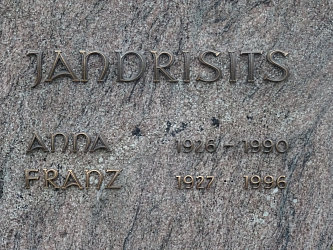 JANDRISITS
ANNA 1926 – 1990
FRANZ 1927 1996